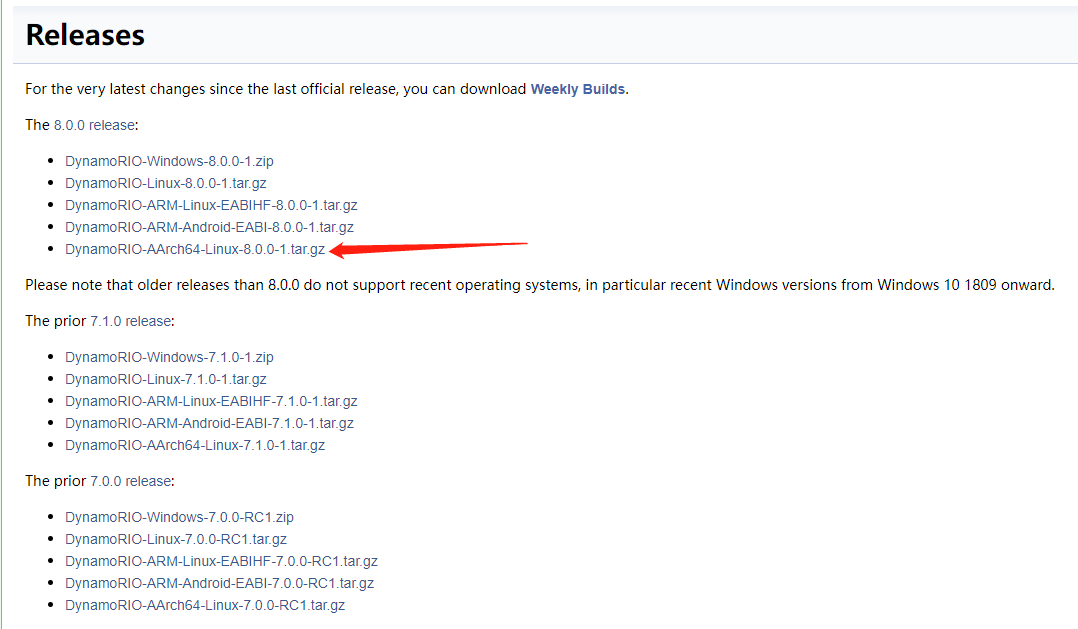 Releases
For the very latest changes since the last official release, you can download Weekly Builds.
The 8.0.0 release:
DynamoRIO-Windows-8.0.0-1.zip
DynamoRIO-Linux-8.0.0-1.tar.gz
DynamoRIO-ARM-Linux-EABIHF-8.0.0-1.tar.gz
DynamoRIO-ARM-Android-EABI-8.0.0-1.tar.gz
DynamoRIO-AArch64-Linux-8.0.0-1.tar.gz
Please note that older releases than 8.0.0 do not support recent operating systems, in particular recent Windows versions from Windows 10 1809 onward.
The prior 7.1.0 release:
DynamoRIO-Windows-7.1.0-1.zip
DynamoRIO-Linux-7.1.0-1.tar.gz
DynamoRIO-ARM-Linux-EABIHF-7.1.0-1.tar.gz
DynamoRIO-ARM-Android-EABI-7.1.0-1.tar.gz
DynamoRIO-AArch64-Linux-7.1.0-1.tar.gz
The prior 7.0.0 release:
DynamoRIO-Windows-7.0.0-RC1.zip
DynamoRIO-Linux-7.0.0-RC1.tar.gz
DynamoRIO-ARM-Linux-EABIHF-7.0.0-RC1.tar.gz
DynamoRIO-ARM-Android-EABI-7.0.0-RC1.tar.gz
DynamoRIO-AArch64-Linux-7.0.0-RC1.tar.gz